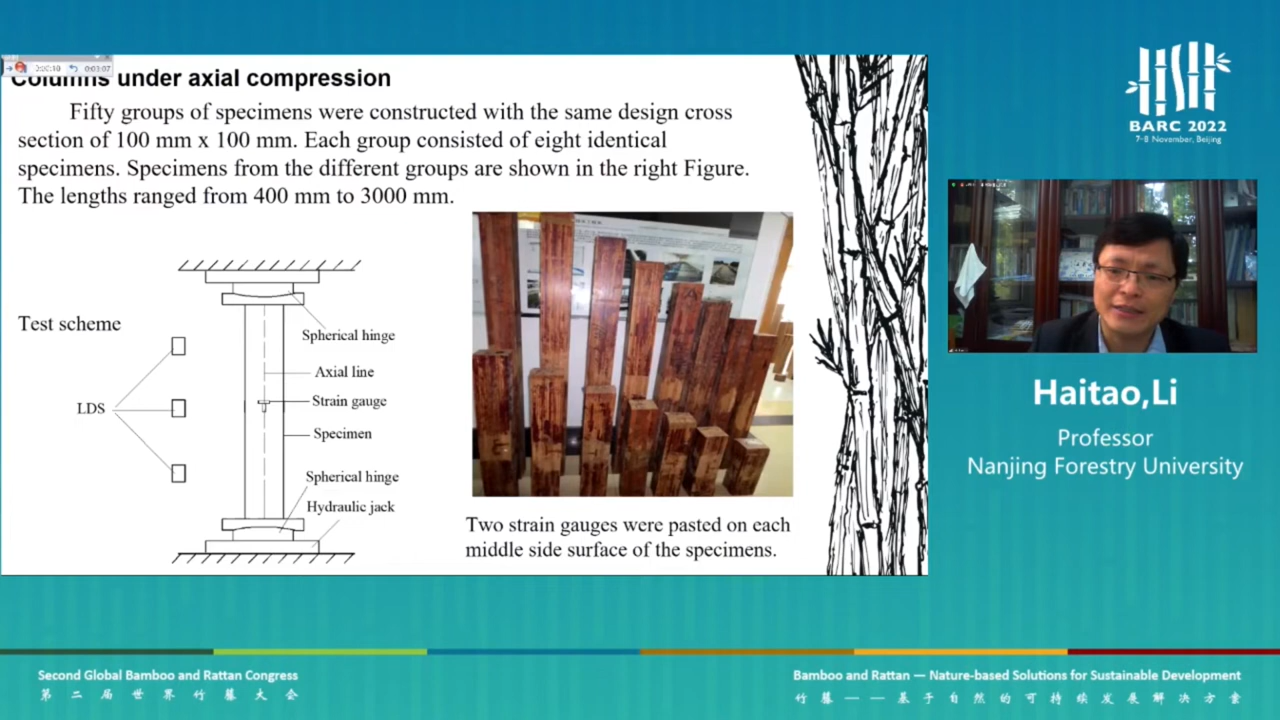 0:00:10 0:03:07
Columns under axial compression
Fifty groups of specimens were constructed with the same design cross
section of 100 mm x 100 mm. Each group consisted of eight identical
specimens. Specimens from the different groups are shown in the right Figure.
The lengths ranged from 400 mm to 3000 mm.
Test scheme
LDS
Spherical hinge
Axial line
Strain gauge
Specimen
Spherical hinge
Hydraulic jack
Two strain gauges were pasted on each
middle side surface of the specimens.
BARC 2022
7-8 November, Beijing
Haitao,Li
Professor
Nanjing Forestry University
Second Global Bamboo and Rattan Congress
第二届世界竹藤大会
Bamboo and Rattan — Nature-based Solutions for Sustainable Development
竹藤——基于自然的可持续发展解决方案